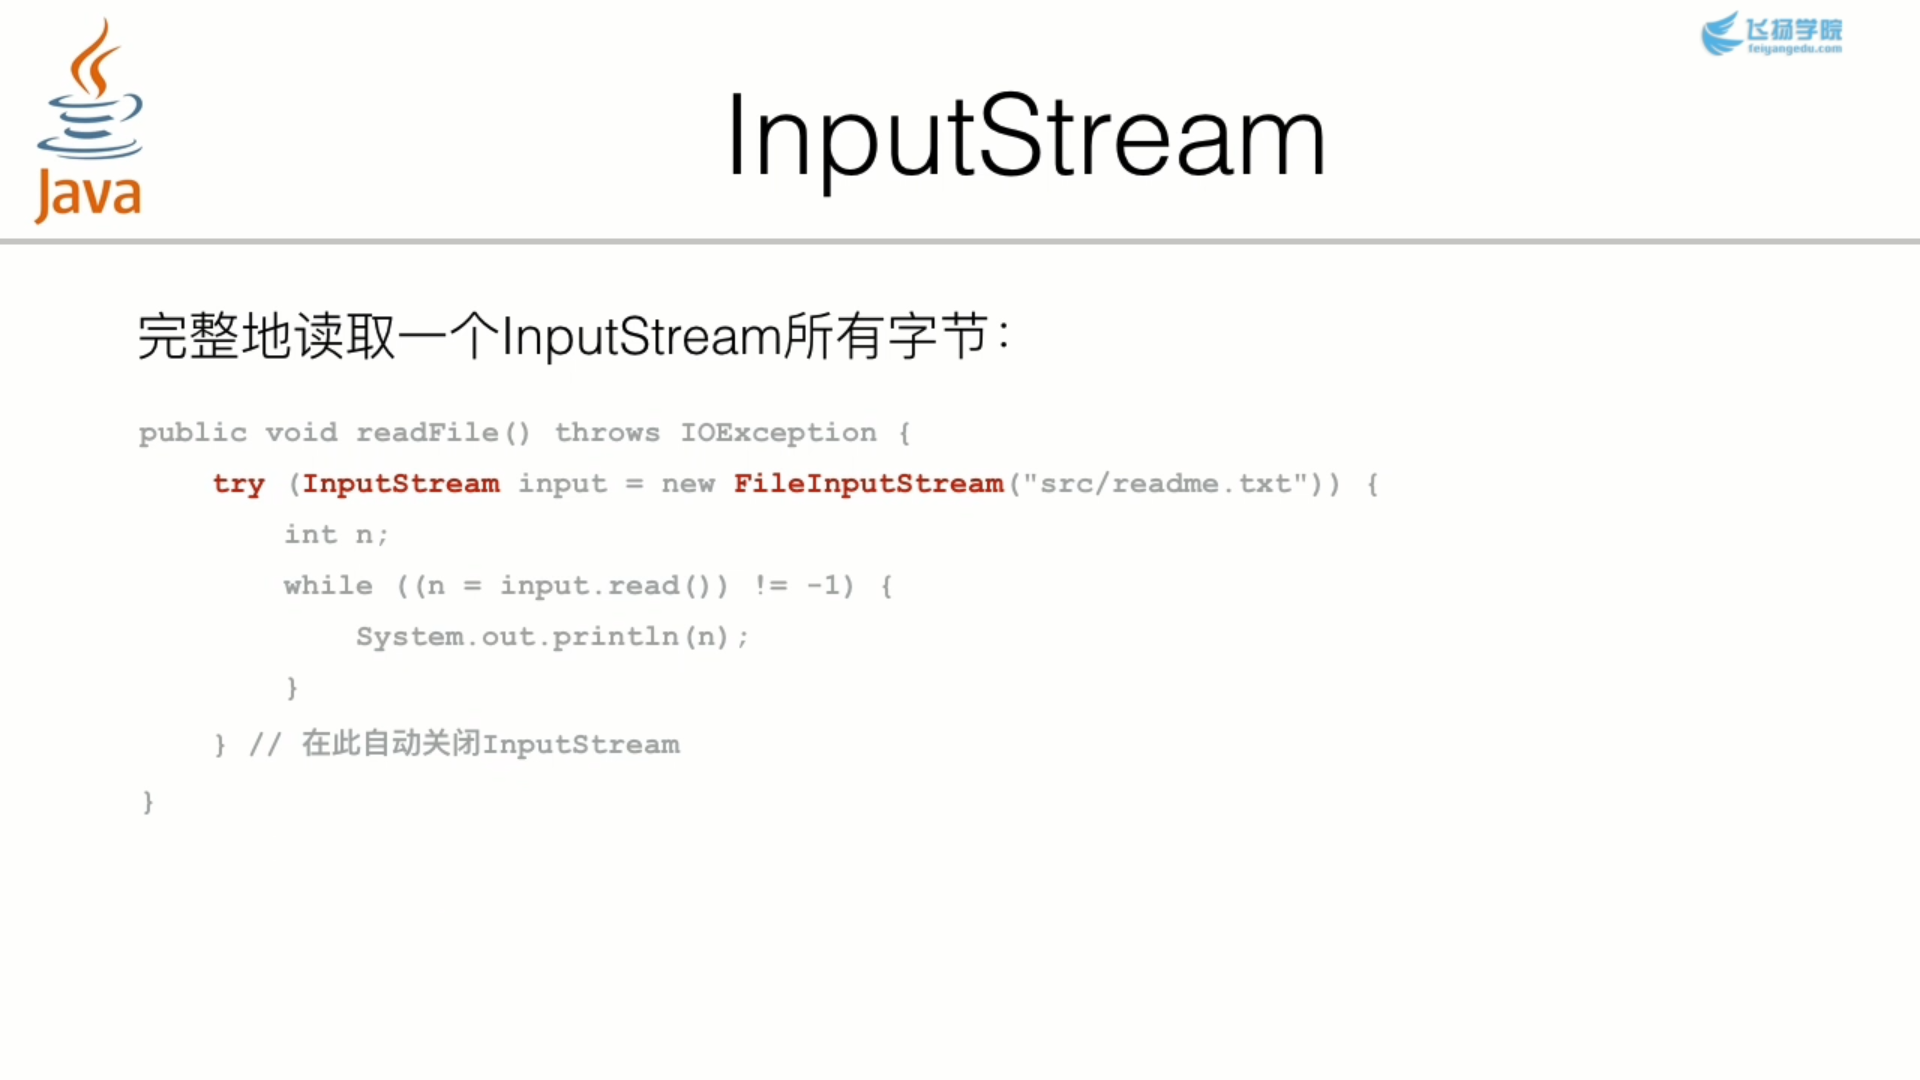 Java
飞扬学院
feiyangedu.com
InputStream
完整地读取一个InputStream所有字节：
public void readFile() throws IOException {
    try (InputStream input = new FileInputStream("src/readme.txt")) {
        int n;
        while ((n = input.read()) != -1) {
            System.out.println(n);
        }
    } // 在此自动关闭InputStream
}